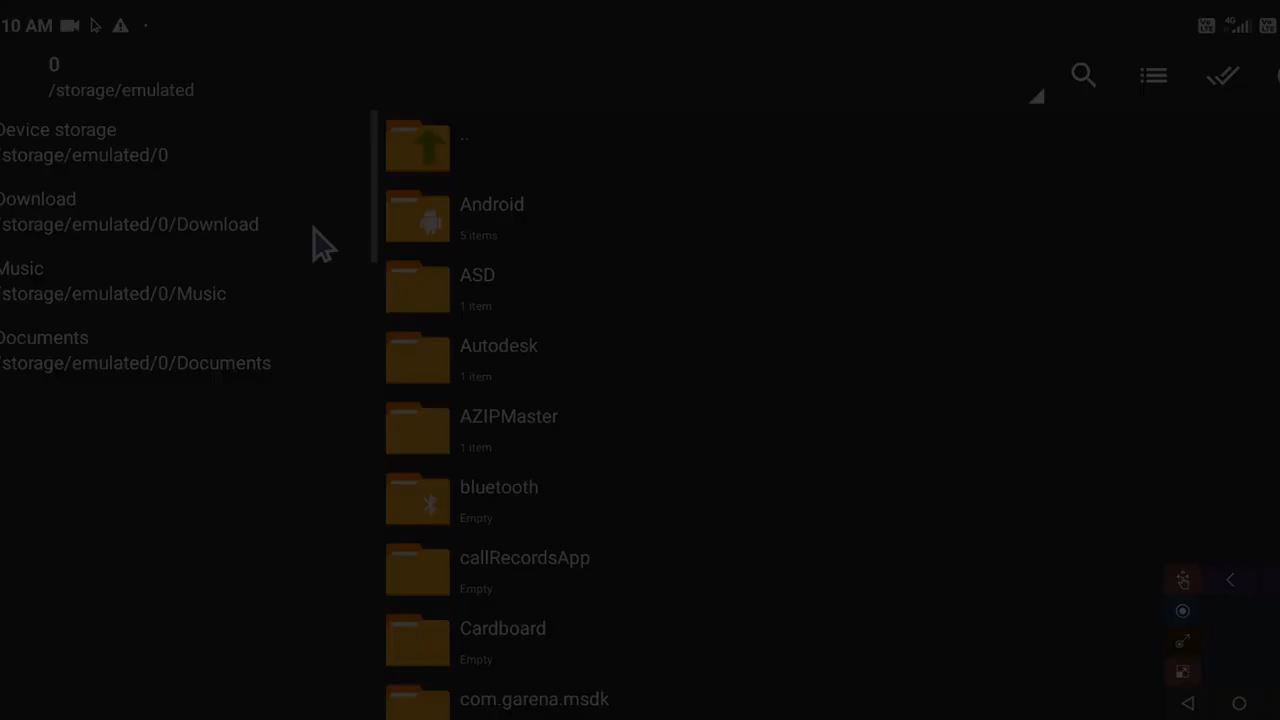 10 AM
4G
0
/storage/emulated
Device storage
/storage/emulated/0
Download
/storage/emulated/0/Download
Music
/storage/emulated/0/Music
Documents
/storage/emulated/0/Documents
..
Android
5 items
ASD
1 item
Autodesk
1 item
AZIPMaster
1 item
bluetooth
Empty
callRecordsApp
Empty
Cardboard
Empty
com.garena.msdk